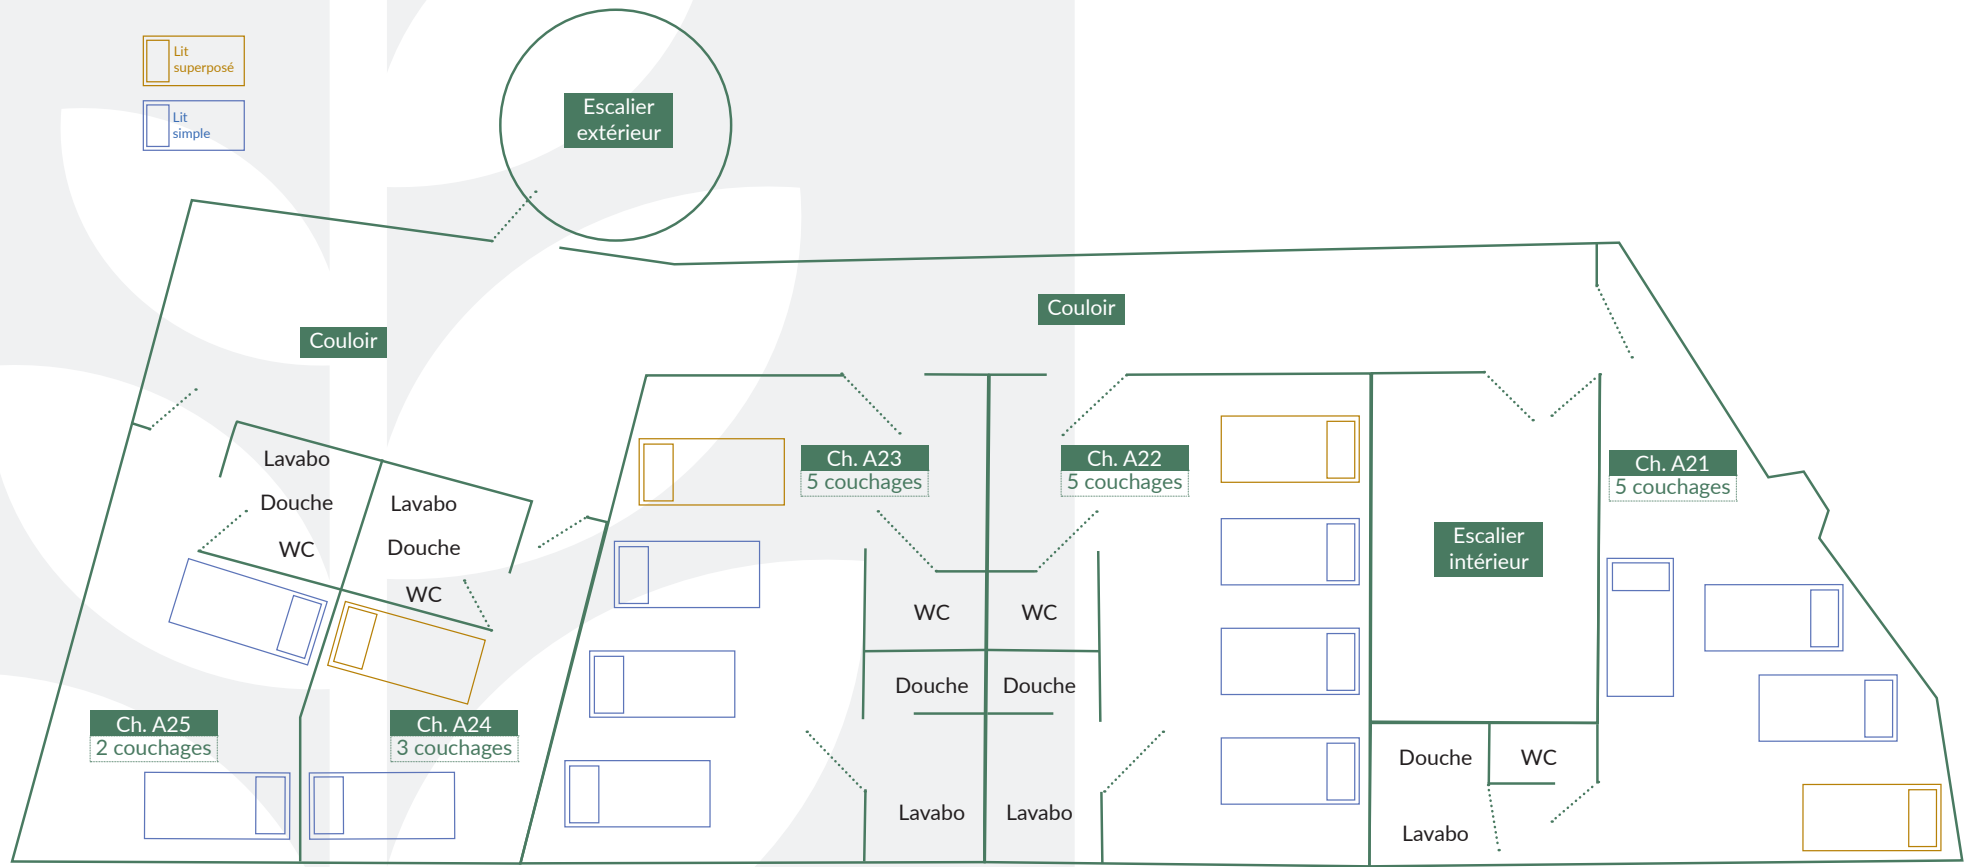 Lit
superposé
Lit
simple
Escalier
extérieur
Couloir
Couloir
Lavabo
Douche
WC
Lavabo
Douche
WC
Ch. A23
5 couchages
Ch. A22
5 couchages
Ch. A21
5 couchages
Escalier
intérieur
WC
WC
Douche
Douche
Lavabo
Lavabo
Ch. A25
2 couchages
Ch. A24
3 couchages
Douche
WC
Lavabo